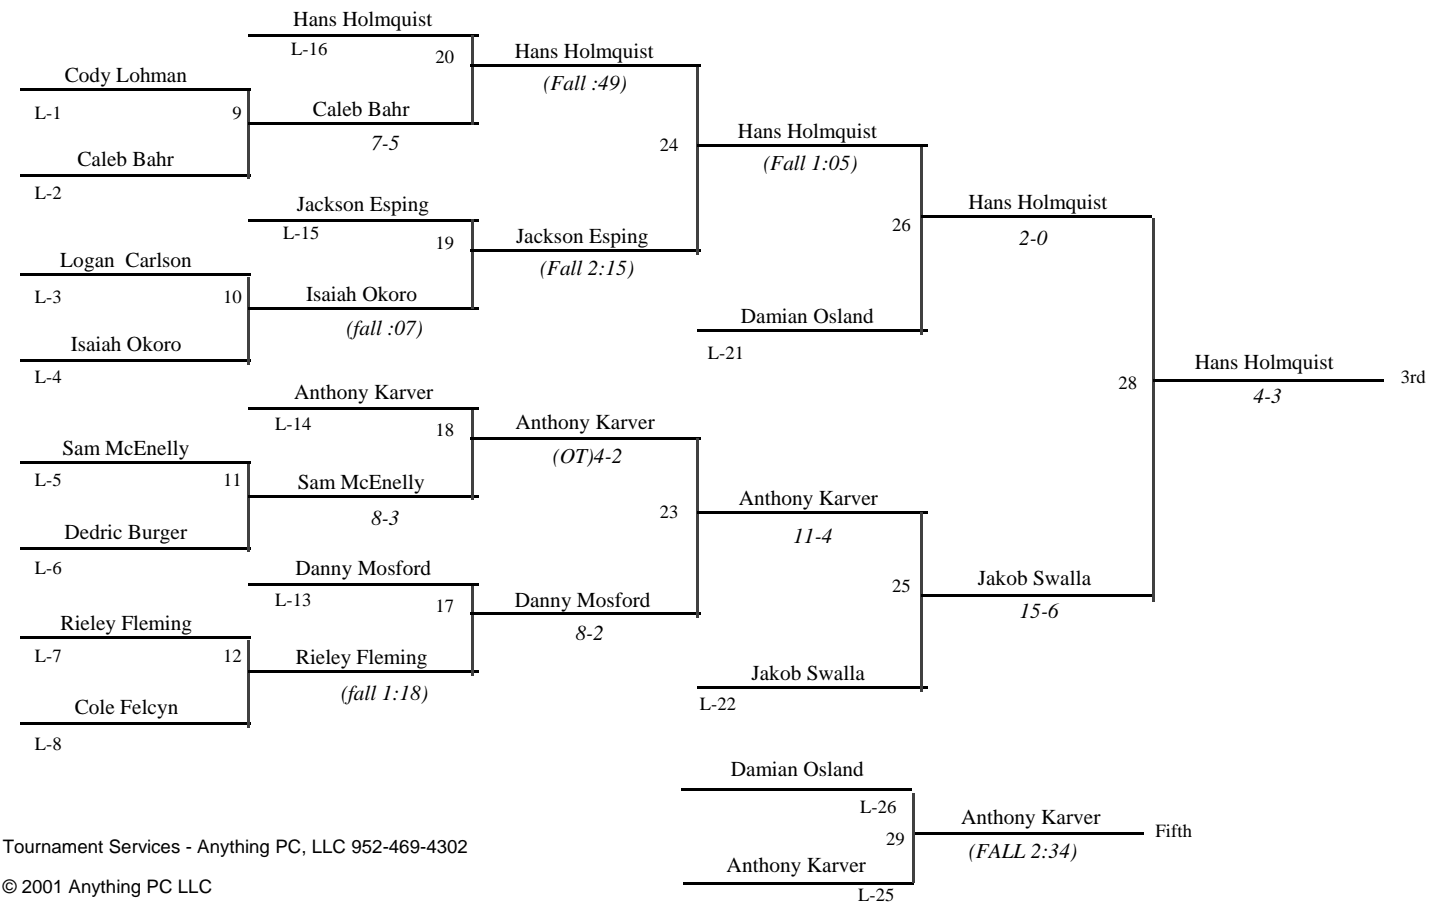 Hans Holmquist
L-16
20
Hans Holmquist
(Fall :49)
Cody Lohman
L-1
9
Caleb Bahr
7-5
Caleb Bahr
L-2
24
Hans Holmquist
(Fall 1:05)
Jackson Esping
L-15
19
Jackson Esping
(Fall 2:15)
26
Hans Holmquist
2-0
Logan  Carlson
L-3
10
Isaiah Okoro
(fall :07)
Isaiah Okoro
L-4
Damian Osland
L-21
28
Hans Holmquist
4-3
3rd
Anthony Karver
L-14
18
Anthony Karver
(OT)4-2
Sam McEnelly
L-5
11
Sam McEnelly
8-3
Dedric Burger
L-6
23
Anthony Karver
11-4
Danny Mosford
L-13
17
Danny Mosford
8-2
25
Jakob Swalla
15-6
Rieley Fleming
L-7
12
Rieley Fleming
(fall 1:18)
Cole Felcyn
L-8
Jakob Swalla
L-22
Damian Osland
L-26
29
Anthony Karver
(FALL 2:34)
Fifth
Anthony Karver
L-25
Tournament Services - Anything PC, LLC 952-469-4302
© 2001 Anything PC LLC